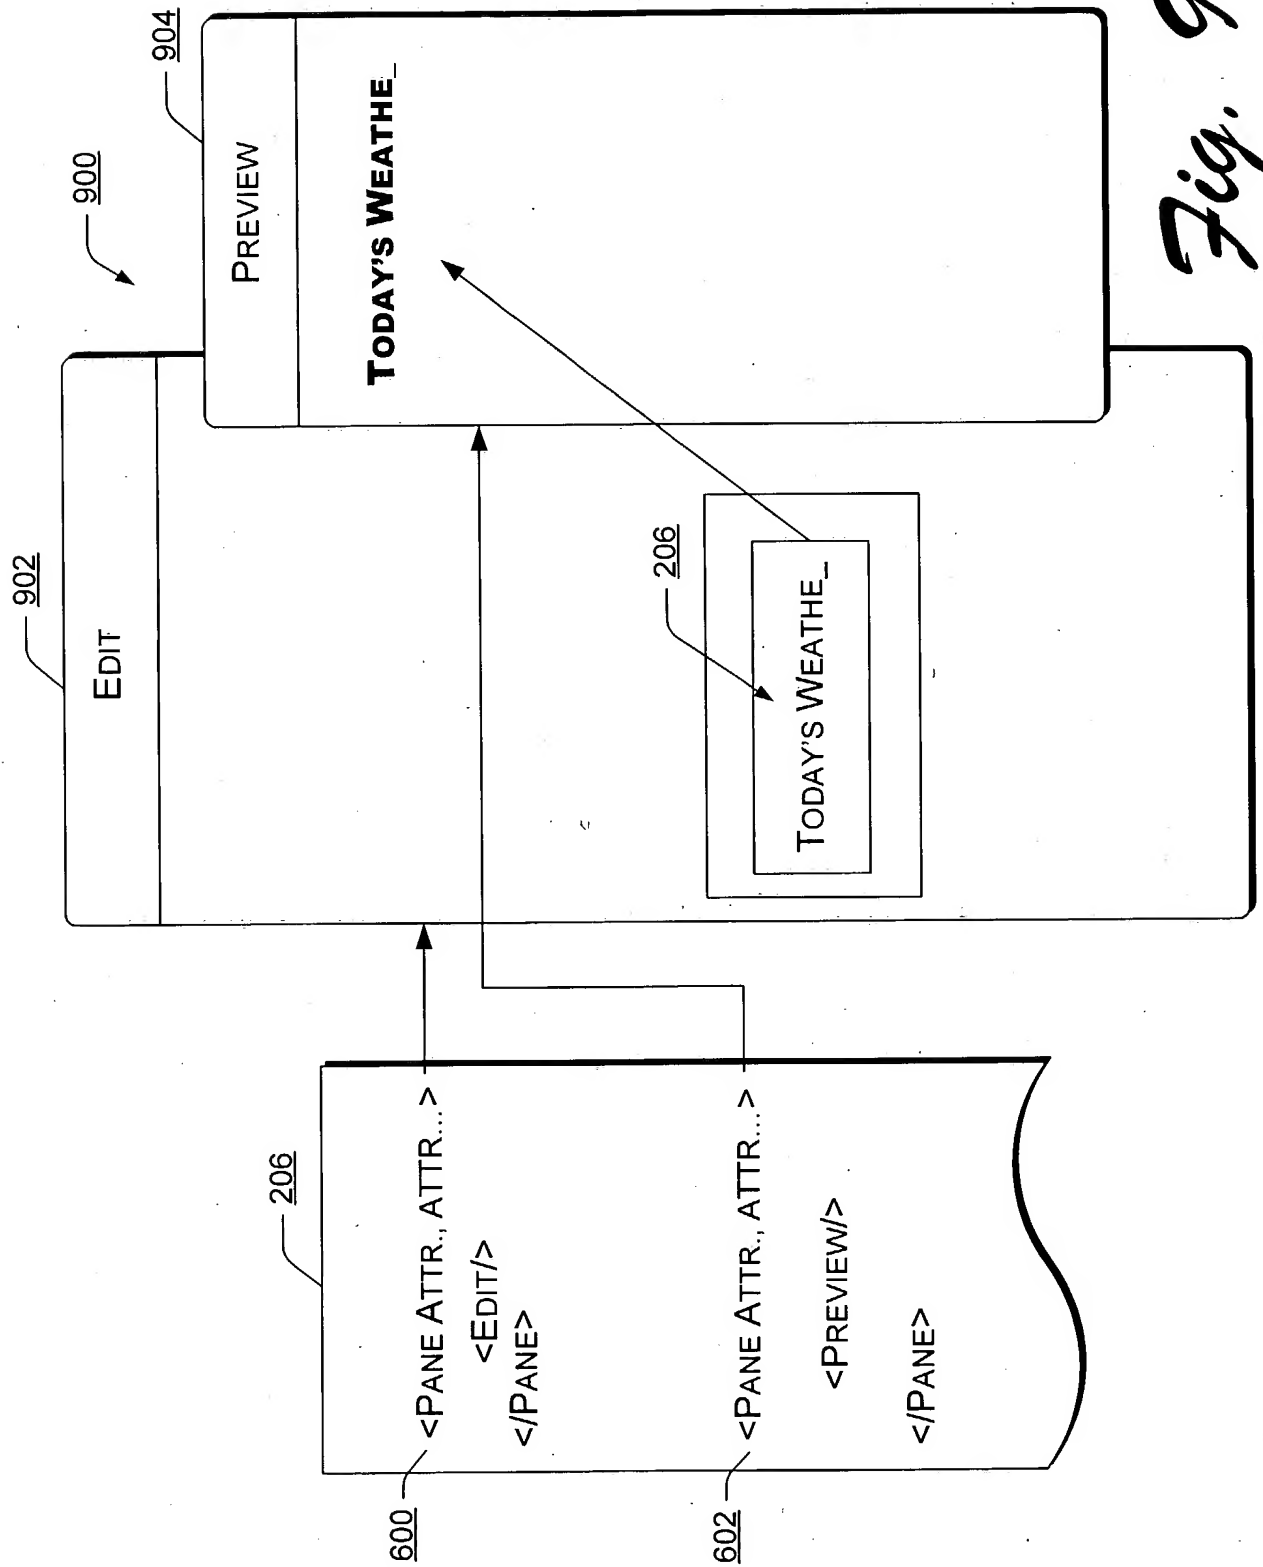 900
902
EDIT
904
PREVIEW
TODAY'S WEATHE_
206
TODAY'S WEATHE_
206
600
<PANE ATTR., ATTR...>
<EDIT/>
</PANE>
602
<PANE ATTR., ATTR...>
<PREVIEW/>
</PANE>
Fig. 9